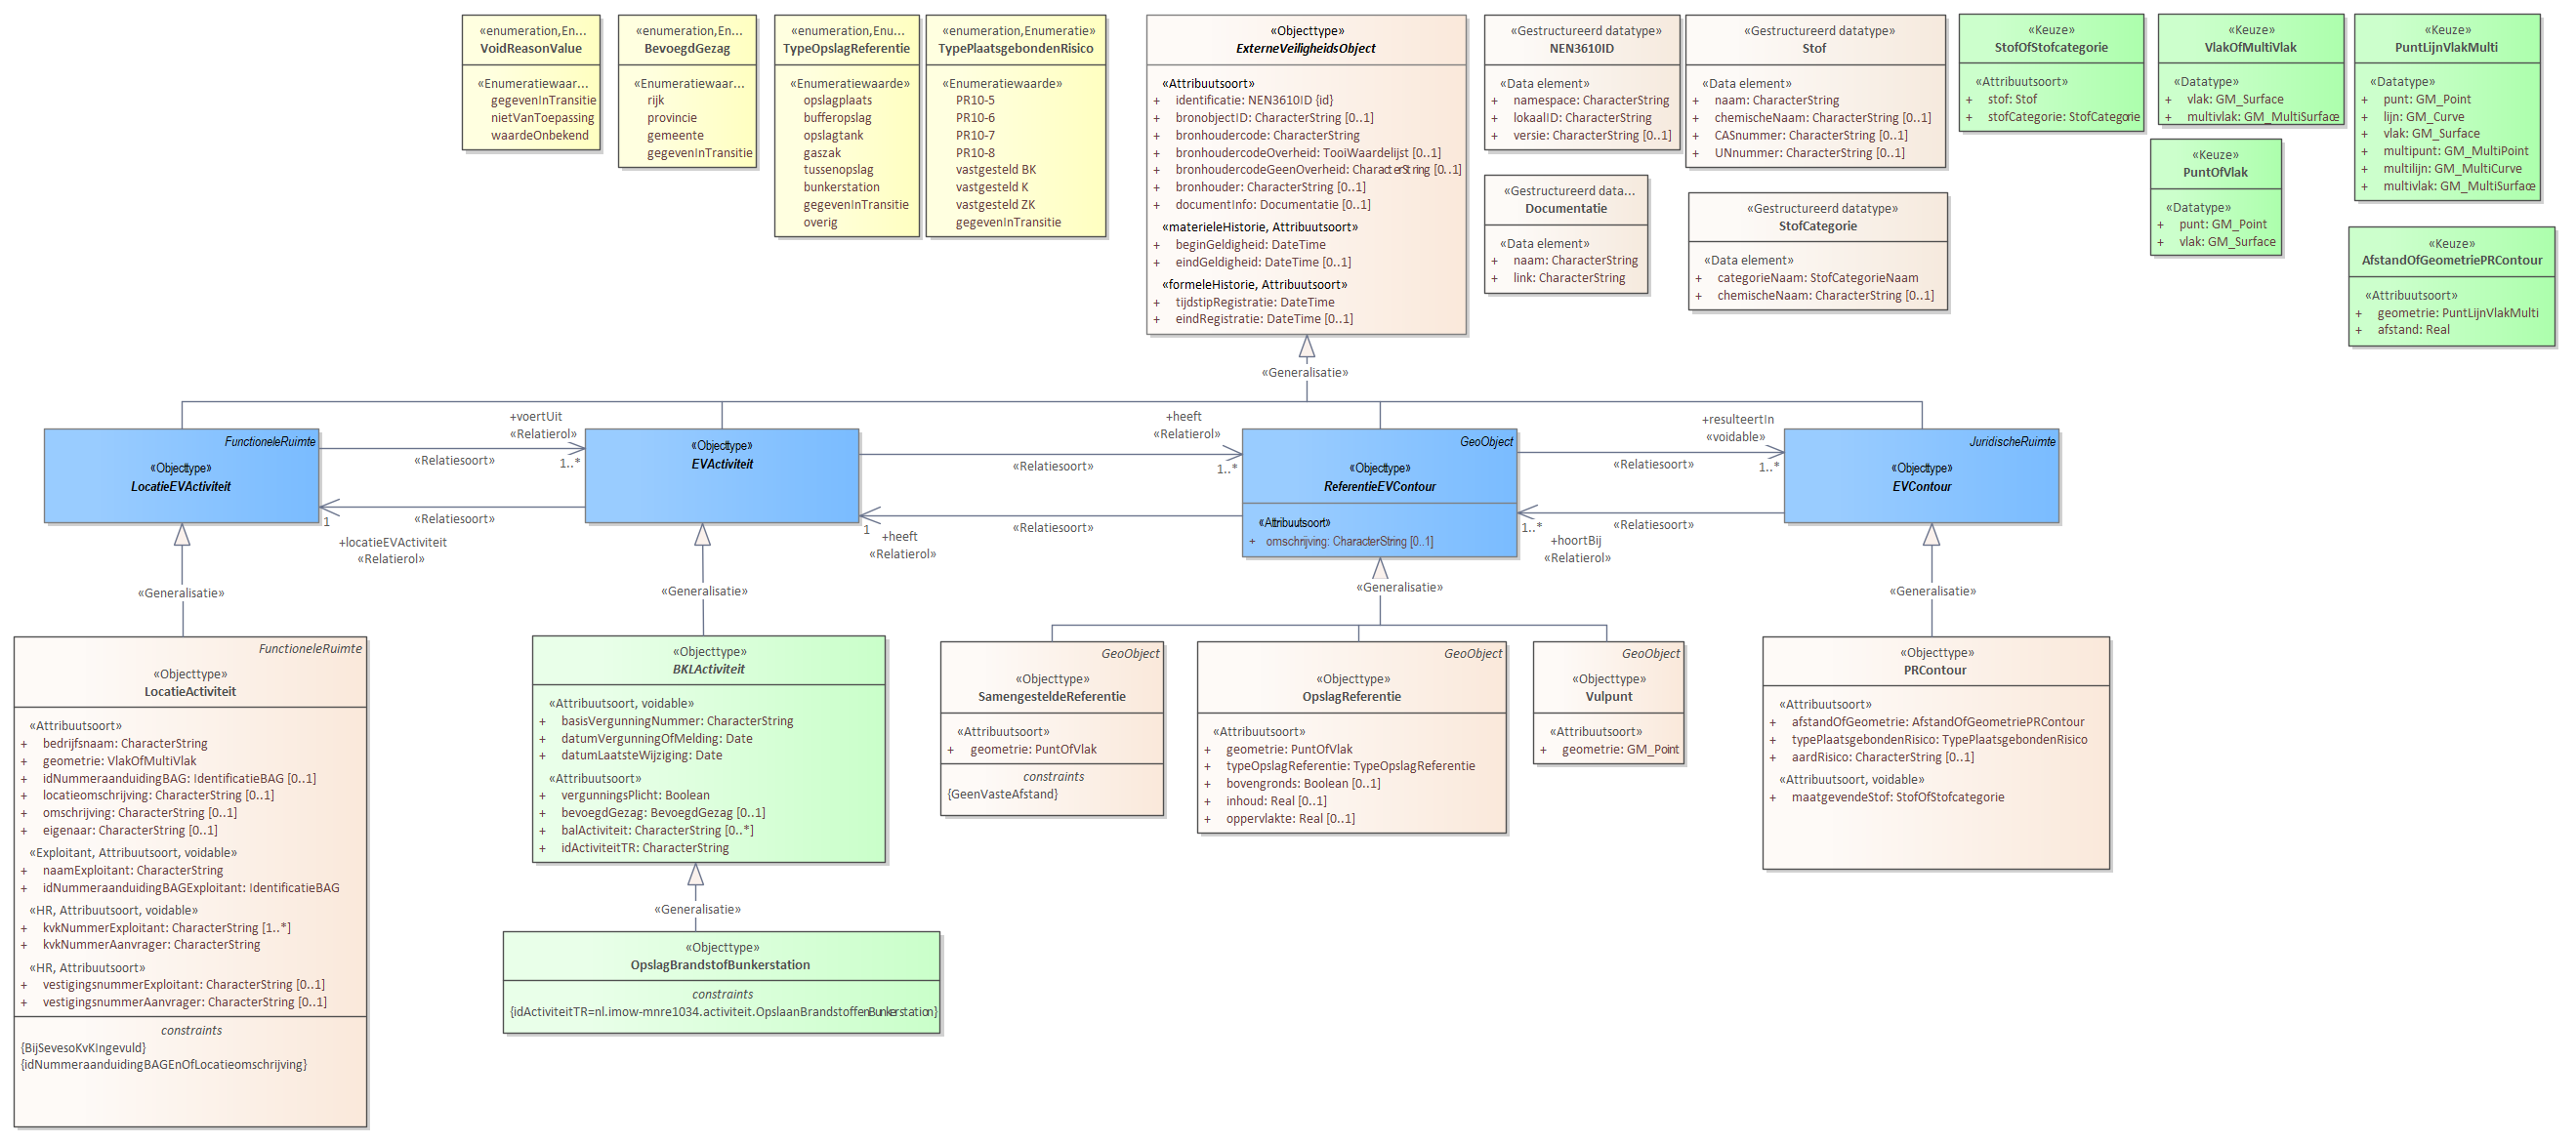 «enumeration,En...
VoidReasonValue
«Enumeratiewaar...
gegevenInTransitie
nietVanToepassing
waardeOnbekend
«enumeration,En...
BevoegdGezag
«Enumeratiewaar...
rijk
provincie
gemeente
gegevenInTransitie
«enumeration,Enu...
TypeOpslagReferentie
«Enumeratiewaarde»
opslagplaats
bufferopslag
opslagtank
gaszak
tussenopslag
bunkerstation
gegevenInTransitie
overig
«enumeration,Enumeratie»
TypePlaatsgebondenRisico
«Enumeratiewaarde»
PR10-5
PR10-6
PR10-7
PR10-8
vastgesteld BK
vastgesteld K
vastgesteld ZK
gegevenInTransitie
«Objecttype»
ExterneVeiligheidsObject
«Attribuutsoort»
+ identificatie: NEN3610ID {id}
+ bronobjectID: CharacterString [0..1]
+ bronhoudercode: CharacterString
+ bronhoudercodeOverheid: TooiWaardelijst [0..1]
+ bronhoudercodeGeenOverheid: CharacterString [0..1]
+ bronhouder: CharacterString [0..1]
+ documentInfo: Documentatie [0..1]
«materieleHistorie, Attribuutsoort»
+ beginGeldigheid: DateTime
+ eindGeldigheid: DateTime [0..1]
«formeleHistorie, Attribuutsoort»
+ tijdstipRegistratie: DateTime
+ eindRegistratie: DateTime [0..1]
«Gestructureerd datatype»
NEN3610ID
«Data element»
+ namespace: CharacterString
+ lokaalID: CharacterString
+ versie: CharacterString [0..1]
«Gestructureerd data...
Documentatie
«Data element»
+ naam: CharacterString
+ link: CharacterString
«Gestructureerd datatype»
Stof
«Data element»
+ naam: CharacterString
+ chemischeNaam: CharacterString [0..1]
+ CASnummer: CharacterString [0..1]
+ UNnummer: CharacterString [0..1]
«Gestructureerd datatype»
StofCategorie
«Data element»
+ categorieNaam: StofCategorieNaam
+ chemischeNaam: CharacterString [0..1]
«Keuze»
StofOfStofcategorie
«Attribuutsoort»
+ stof: Stof
+ stofCategorie: StofCategorie
«Keuze»
VlakOfMultiVlak
«Datatype»
+ vlak: GM_Surface
+ multivlak: GM_MultiSurface
«Keuze»
PuntOfVlak
«Datatype»
+ punt: GM_Point
+ vlak: GM_Surface
«Keuze»
PuntLijnVlakMulti
«Datatype»
+ punt: GM_Point
+ lijn: GM_Curve
+ vlak: GM_Surface
+ multipunt: GM_MultiPoint
+ multilijn: GM_MultiCurve
+ multivlak: GM_MultiSurface
«Keuze»
AfstandOfGeometriePRContour
«Attribuutsoort»
+ geometrie: PuntLijnVlakMulti
+ afstand: Real
«Generalisatie»
FunctioneleRuimte
«Objecttype»
LocatieEVActiviteit
+voertUit
«Relatierol»
1..*
«Relatiesoort»
«Relatiesoort»
1
+locatieEVActiviteit
«Relatierol»
«Objecttype»
EVActiviteit
+heeft
«Relatierol»
1..*
«Relatiesoort»
«Relatiesoort»
1
+heeft
«Relatierol»
GeoObject
«Objecttype»
ReferentieEVContour
«Attribuutsoort»
+ omschrijving: CharacterString [0..1]
+resulteertIn
«voidable»
1..*
«Relatiesoort»
«Relatiesoort»
1..*
+hoortBij
«Relatierol»
JuridischeRuimte
«Objecttype»
EVContour
«Generalisatie»
«Generalisatie»
«Generalisatie»
«Generalisatie»
FunctioneleRuimte
«Objecttype»
LocatieActiviteit
«Attribuutsoort»
+ bedrijfsnaam: CharacterString
+ geometrie: VlakOfMultiVlak
+ idNummeraanduidingBAG: IdentificatieBAG [0..1]
+ locatieomschrijving: CharacterString [0..1]
+ omschrijving: CharacterString [0..1]
+ eigenaar: CharacterString [0..1]
«Exploitant, Attribuutsoort, voidable»
+ naamExploitant: CharacterString
+ idNummeraanduidingBAGExploitant: IdentificatieBAG
«HR, Attribuutsoort, voidable»
+ kvkNummerExploitant: CharacterString [1..*]
+ kvkNummerAanvrager: CharacterString
«HR, Attribuutsoort»
+ vestigingsnummerExploitant: CharacterString [0..1]
+ vestigingsnummerAanvrager: CharacterString [0..1]
constraints
{BijSevesoKvKIngevuld}
{idNummeraanduidingBAGEnOfLocatieomschrijving}
«Objecttype»
BKLActiviteit
«Attribuutsoort, voidable»
+ basisVergunningNummer: CharacterString
+ datumVergunningOfMelding: Date
+ datumLaatsteWijziging: Date
«Attribuutsoort»
+ vergunningsPlicht: Boolean
+ bevoegdGezag: BevoegdGezag [0..1]
+ balActiviteit: CharacterString [0..*]
+ idActiviteitTR: CharacterString
«Generalisatie»
«Objecttype»
OpslagBrandstofBunkerstation
constraints
{idActiviteitTR=nl.imow-mnre1034.activiteit.OpslaanBrandstoffenBunkerstation}
GeoObject
«Objecttype»
SamengesteldeReferentie
«Attribuutsoort»
+ geometrie: PuntOfVlak
constraints
{GeenVasteAfstand}
GeoObject
«Objecttype»
OpslagReferentie
«Attribuutsoort»
+ geometrie: PuntOfVlak
+ typeOpslagReferentie: TypeOpslagReferentie
+ bovengronds: Boolean [0..1]
+ inhoud: Real [0..1]
+ oppervlakte: Real [0..1]
GeoObject
«Objecttype»
Vulpunt
«Attribuutsoort»
+ geometrie: GM_Point
«Objecttype»
PRContour
«Attribuutsoort»
+ afstandOfGeometrie: AfstandOfGeometriePRContour
+ typePlaatsgebondenRisico: TypePlaatsgebondenRisico
+ aardRisico: CharacterString [0..1]
«Attribuutsoort, voidable»
+ maatgevendeStof: StofOfStofcategorie